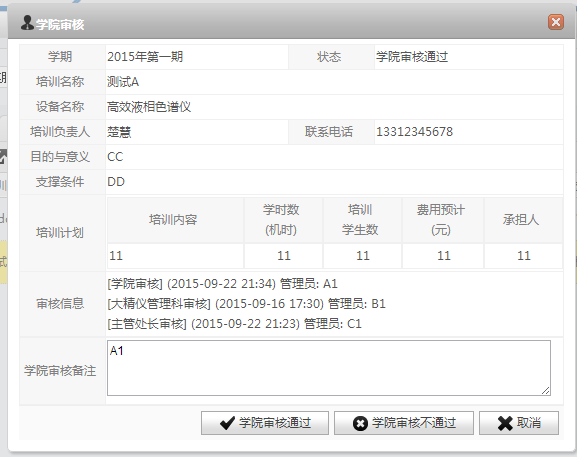 学院审核
学期 2015年第一期 状态 学院审核通过
培训名称 测试A
设备名称 高效液相色谱仪
培训负责人 楚慧 联系电话 13312345678
目的与意义 CC
支撑条件 DD
培训计划 培训内容 学时数(机时) 培训学生数 费用预计(元) 承担人
11 11 11 11 11
审核信息 [学院审核] (2015-09-22 21:34) 管理员: A1
[大精仪管理科审核] (2015-09-16 17:30) 管理员: B1
[主管处长审核] (2015-09-22 21:23) 管理员: C1
学院审核备注 A1
学院审核通过 学院审核不通过 取消